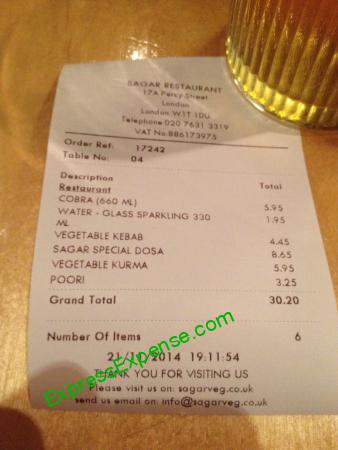 SAGAR RESTAURANT
17A Percy Street
London
London W1T 1DU
Telephone 020 7631 3319
VAT No:886173975
Order Ref: 17242
Table No: 04
Description Total
Restaurant
COBRA (660 ML) 5.95
WATER - GLASS SPARKLING 330 1.95
ML
VEGETABLE KEBAB 4.45
SAGAR SPECIAL DOSA 8.65
VEGETABLE KURMA 5.95
POORI 3.25
Grand Total 30.20
Number Of Items 6
2014 19:11:54
THANK YOU FOR VISITING US
Please visit us on: sagarveg.co.uk
send us email on: info@sagarveg.co.uk
ExpressExpense.com